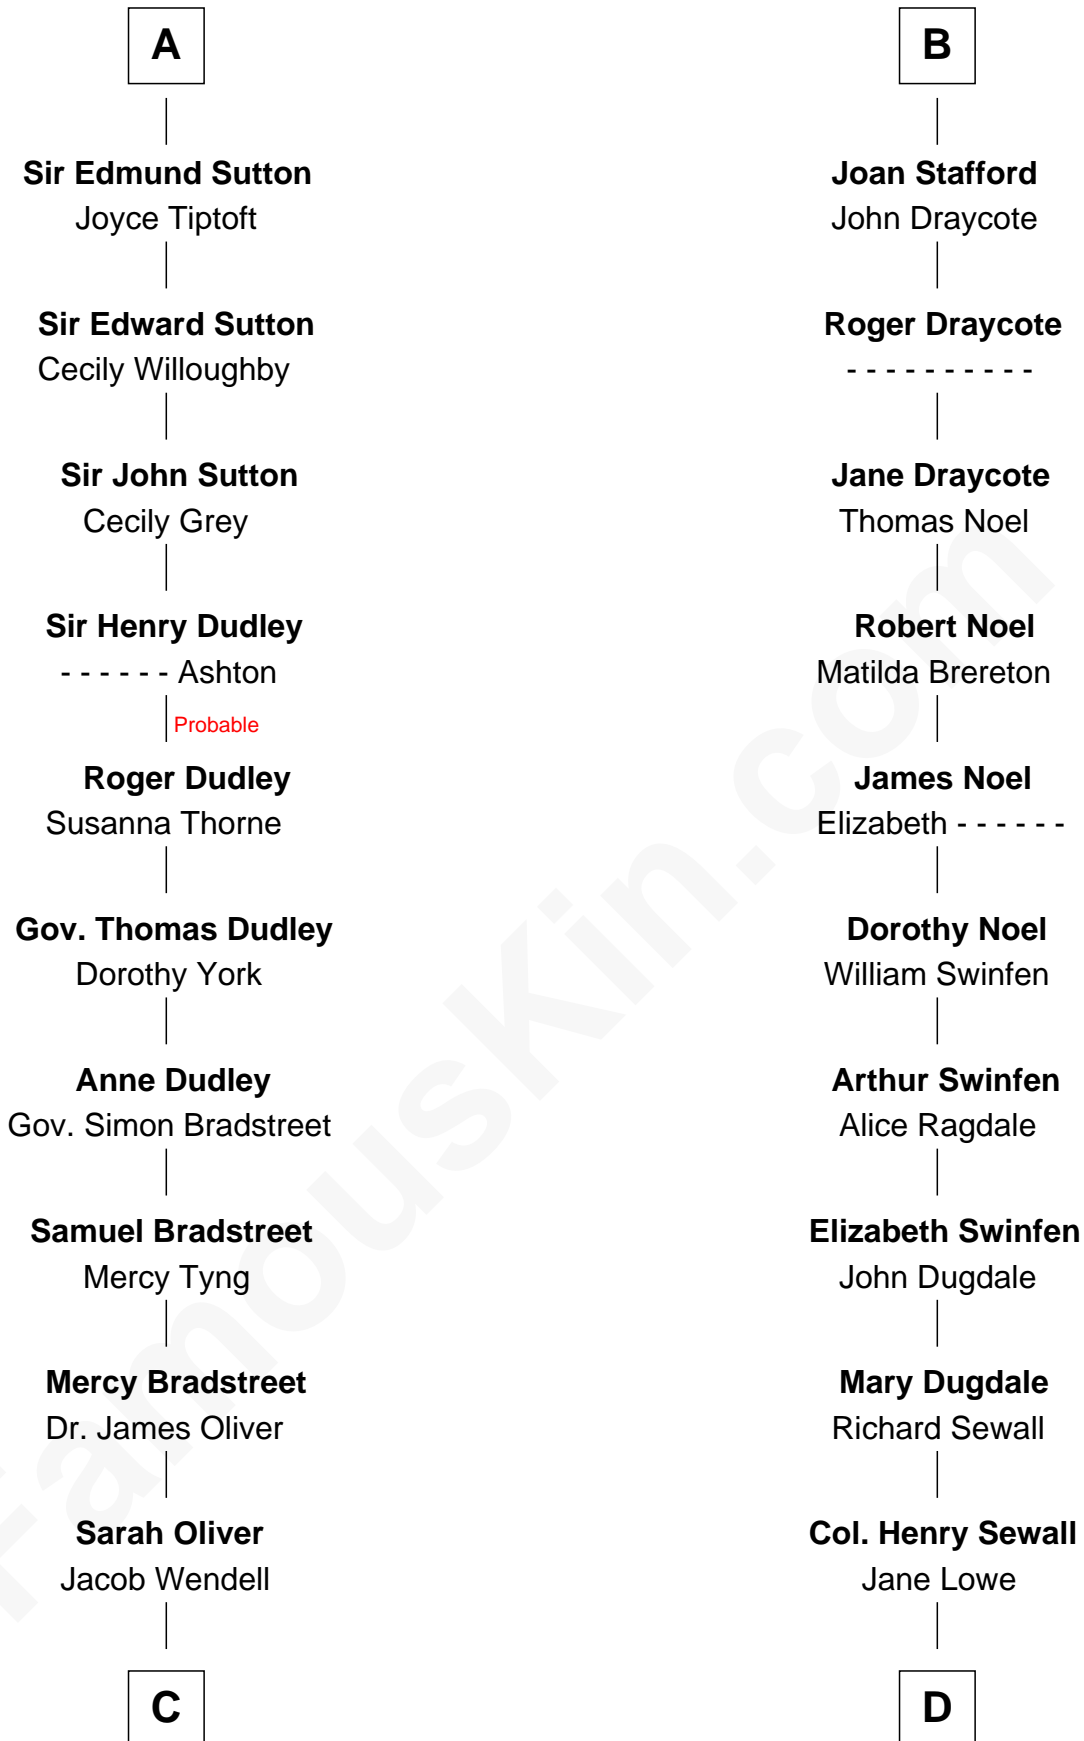 A
Sir Edmund Sutton
Joyce Tiptoft
Sir Edward Sutton
Cecily Willoughby
Sir John Sutton
Cecily Grey
Sir Henry Dudley
- - - - - - Ashton
Probable
Roger Dudley
Susanna Thorne
Gov. Thomas Dudley
Dorothy York
Anne Dudley
Gov. Simon Bradstreet
Samuel Bradstreet
Mercy Tyng
Mercy Bradstreet
Dr. James Oliver
Sarah Oliver
Jacob Wendell
C
B
Joan Stafford
John Draycote
Roger Draycote
- - - - - - - - - -
Jane Draycote
Thomas Noel
Robert Noel
Matilda Brereton
James Noel
Elizabeth - - - - - -
Dorothy Noel
William Swinfen
Arthur Swinfen
Alice Ragdale
Elizabeth Swinfen
John Dugdale
Mary Dugdale
Richard Sewall
Col. Henry Sewall
Jane Lowe
D
FamousKin.com